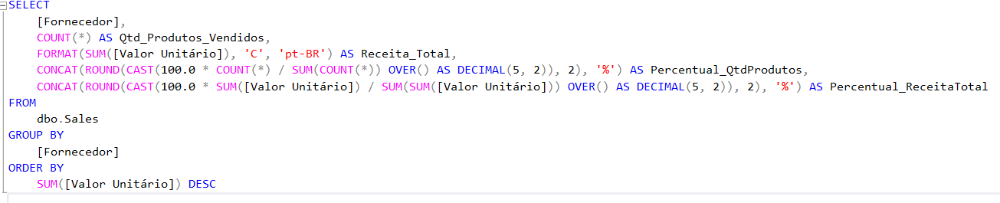 SELECT
[Fornecedor],
COUNT(*) AS Qtd_Produtos_Vendidos,
FORMAT(SUM([Valor Unitário]), 'C', 'pt-BR') AS Receita_Total,
CONCAT(ROUND(CAST(100.0 * COUNT(*) / SUM(COUNT(*)) OVER() AS DECIMAL(5, 2)), 2), '%') AS Percentual_QtdProdutos,
CONCAT(ROUND(CAST(100.0 * SUM([Valor Unitário]) / SUM(SUM([Valor Unitário])) OVER() AS DECIMAL(5, 2)), 2), '%') AS Percentual_ReceitaTotal
FROM
dbo.Sales
GROUP BY
[Fornecedor]
ORDER BY
SUM([Valor Unitário]) DESC